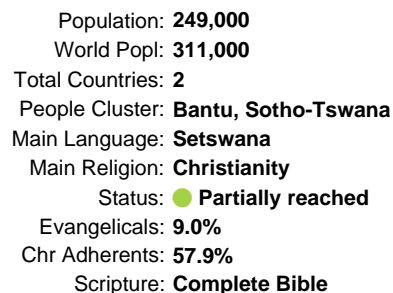 Population: 249,000
World Popl: 311,000
Total Countries: 2
People Cluster: Bantu, Sotho-Tswana
Main Language: Setswana
Main Religion: Christianity
Status: Partially reached
Evangelicals: 9.0%
Chr Adherents: 57.9%
Scripture: Complete Bible